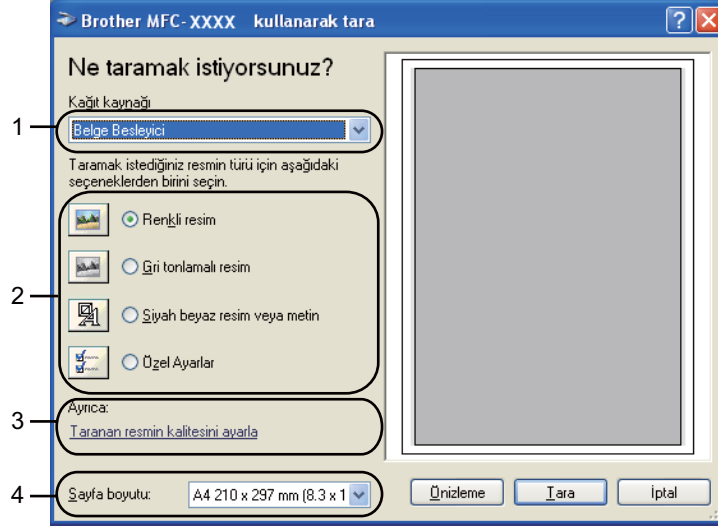 Brother MFC-XXXX kullanarak tara
Ne taramak istiyorsunuz?
Kağıt kaynağı
1
Belge Besleyici
Taramak istediğiniz resmin türü için aşağıdaki
seçeneklerden birini seçin.
Renkli resim
Gri tonlamalı resim
2
Siyah beyaz resim veya metin
Özel Ayarlar
Ayrıca:
3
Taranan resmin kalitesini ayarla
4
Sayfa boyutu: A4 210 x 297 mm (8.3 x 1
Önizleme Tara İptal